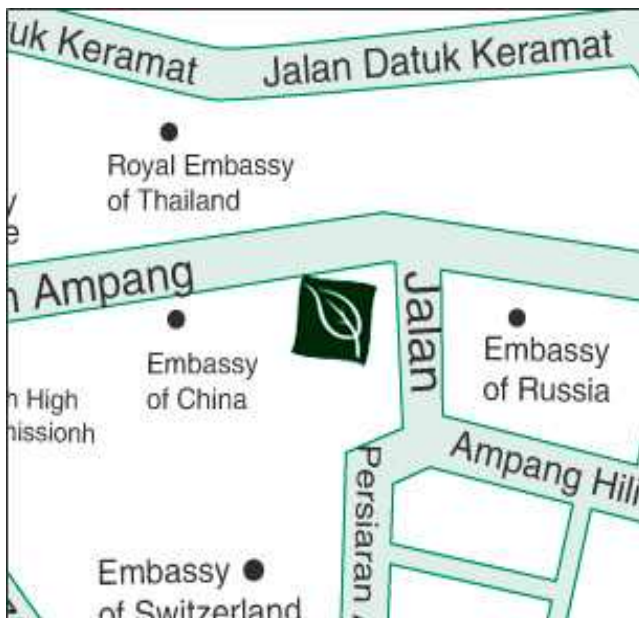 uk Keramat
Jalan Datuk Keramat
Royal Embassy
of Thailand
y
e
n Ampang
Jalan
Embassy
of China
Embassy
of Russia
n High
nissionh
Ampang Hill
Persiaran A
Embassy
of Switzerland